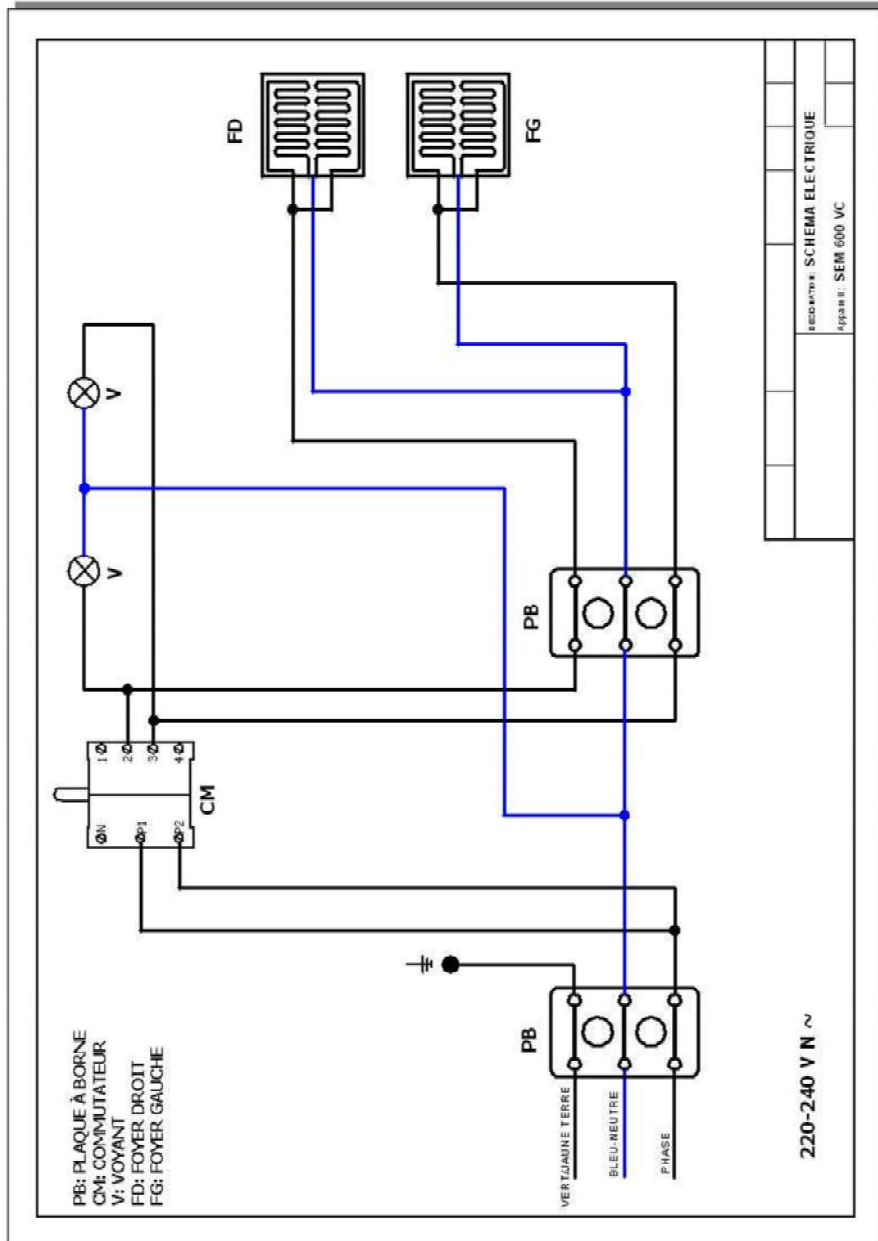 PB: PLAQUE À BORNE
CM: COMMUTATEUR
V: VOYANT
FD: FOYER DROIT
FG: FOYER GAUCHE
V
V
FD
FG
CM
N
P1
P2
1
2
3
4
PB
PB
VERT/JAUNE TERRE
BLEU-NEUTRE
PHASE
220-240 V N ~
SCHEMA ELECTRIQUE
Appareil: SEM 600 VC